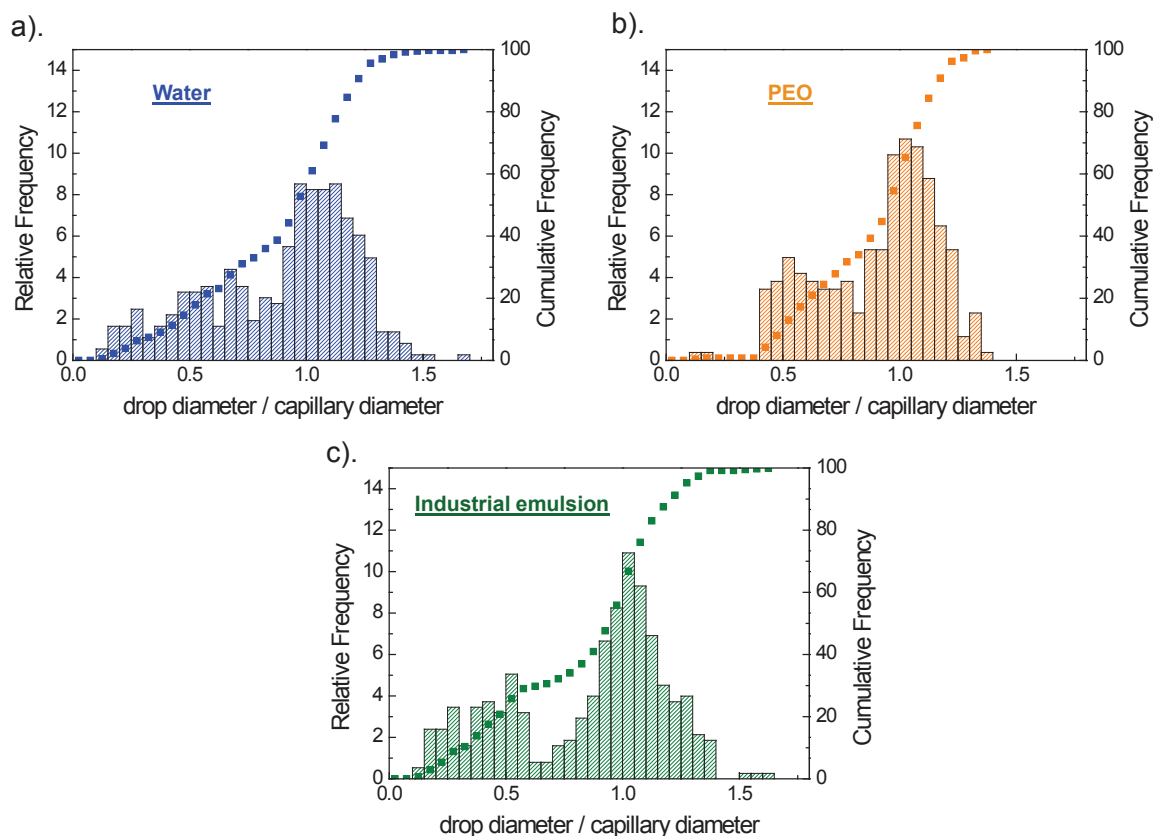 a).
Water
Relative Frequency
14
12
10
8
6
4
2
0
100
80
60
40
20
0
Cumulative Frequency
0.0 0.5 1.0 1.5
drop diameter / capillary diameter
b).
PEO
Relative Frequency
14
12
10
8
6
4
2
0
100
80
60
40
20
0
Cumulative Frequency
0.0 0.5 1.0 1.5
drop diameter / capillary diameter
c).
Industrial emulsion
Relative Frequency
14
12
10
8
6
4
2
0
100
80
60
40
20
0
Cumulative Frequency
0.0 0.5 1.0 1.5
drop diameter / capillary diameter